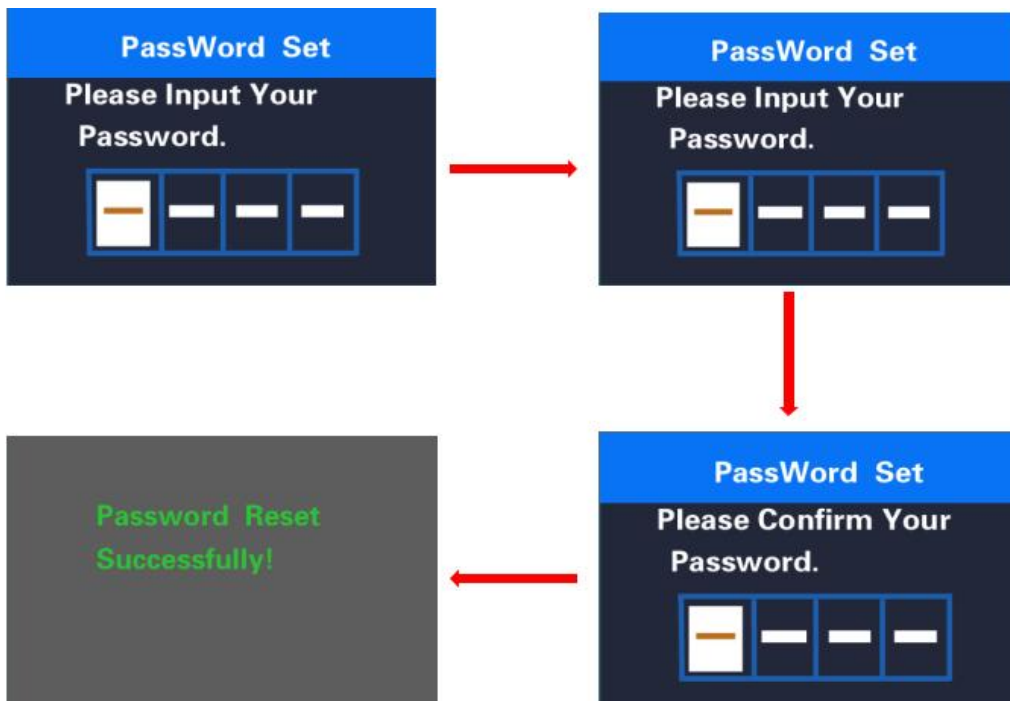 PassWord Set
Please Input Your
Password.
PassWord Set
Please Input Your
Password.
PassWord Set
Please Confirm Your
Password.
Password Reset
Successfully!